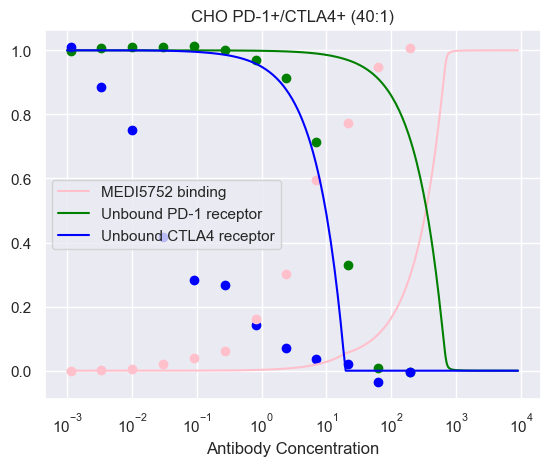 CHO PD-1+/CTLA4+ (40:1)
1.0
0.8
0.6
0.4
0.2
0.0
MEDI5752 binding
Unbound PD-1 receptor
Unbound CTLA4 receptor
10⁻³ 10⁻² 10⁻¹ 10⁰ 10¹ 10² 10³ 10⁴
Antibody Concentration